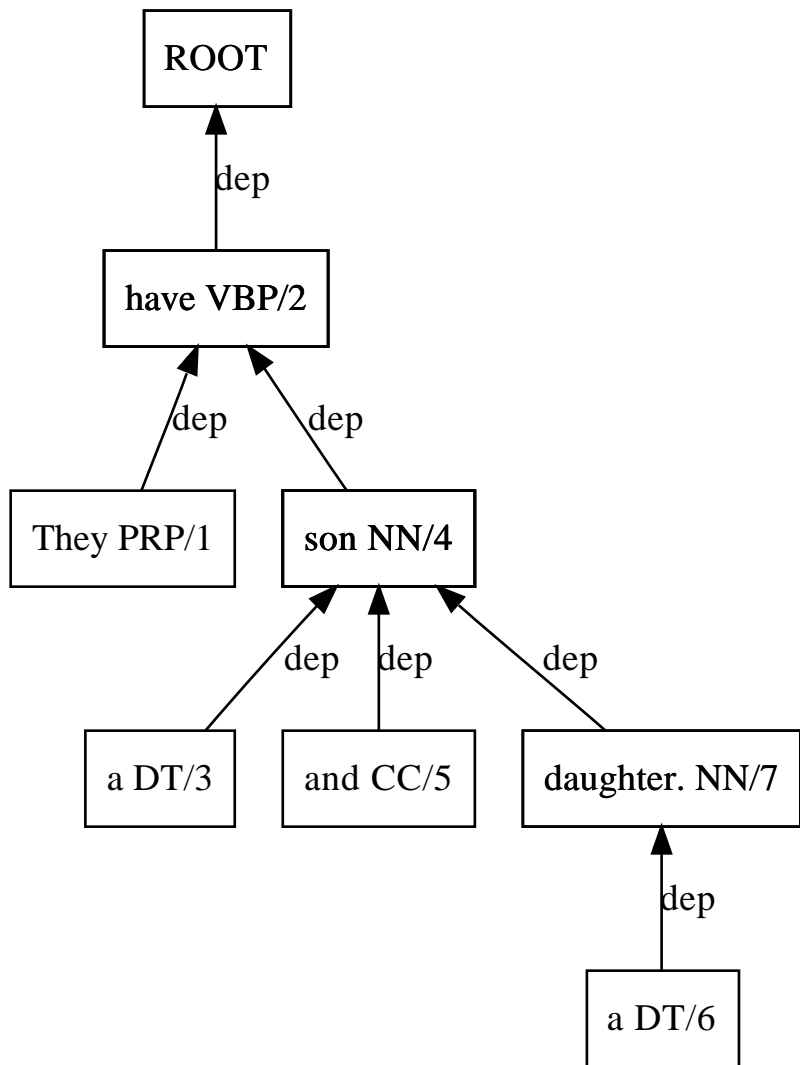 ROOT
dep
have VBP/2
dep dep
They PRP/1 son NN/4
dep dep dep
a DT/3 and CC/5 daughter. NN/7
dep
a DT/6